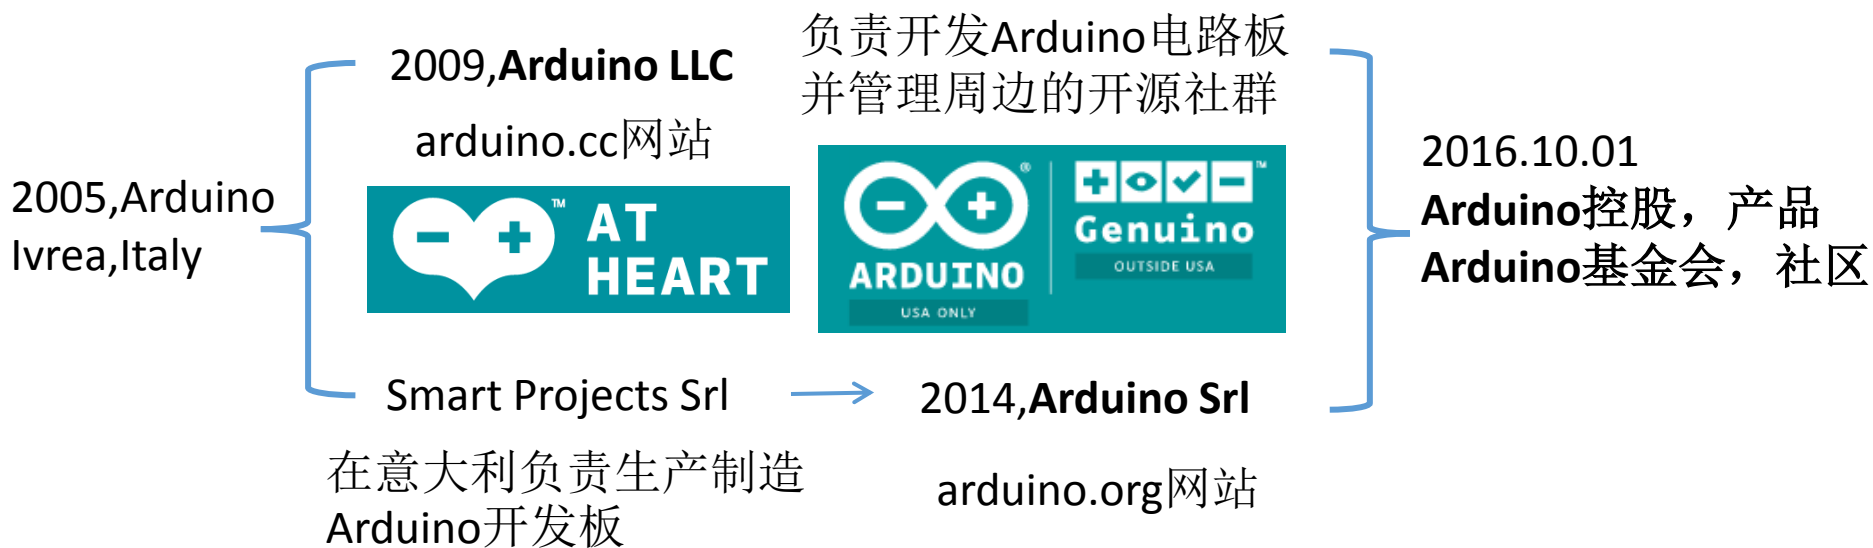 2005,Arduino
Ivrea,Italy
2009,Arduino LLC
arduino.cc网站
™
AT
HEART
Smart Projects Srl
在意大利负责生产制造
Arduino开发板
负责开发Arduino电路板
并管理周边的开源社群
®
ARDUINO
USA ONLY
™
Genuino
OUTSIDE USA
2014,Arduino Srl
arduino.org网站
2016.10.01
Arduino控股，产品
Arduino基金会，社区